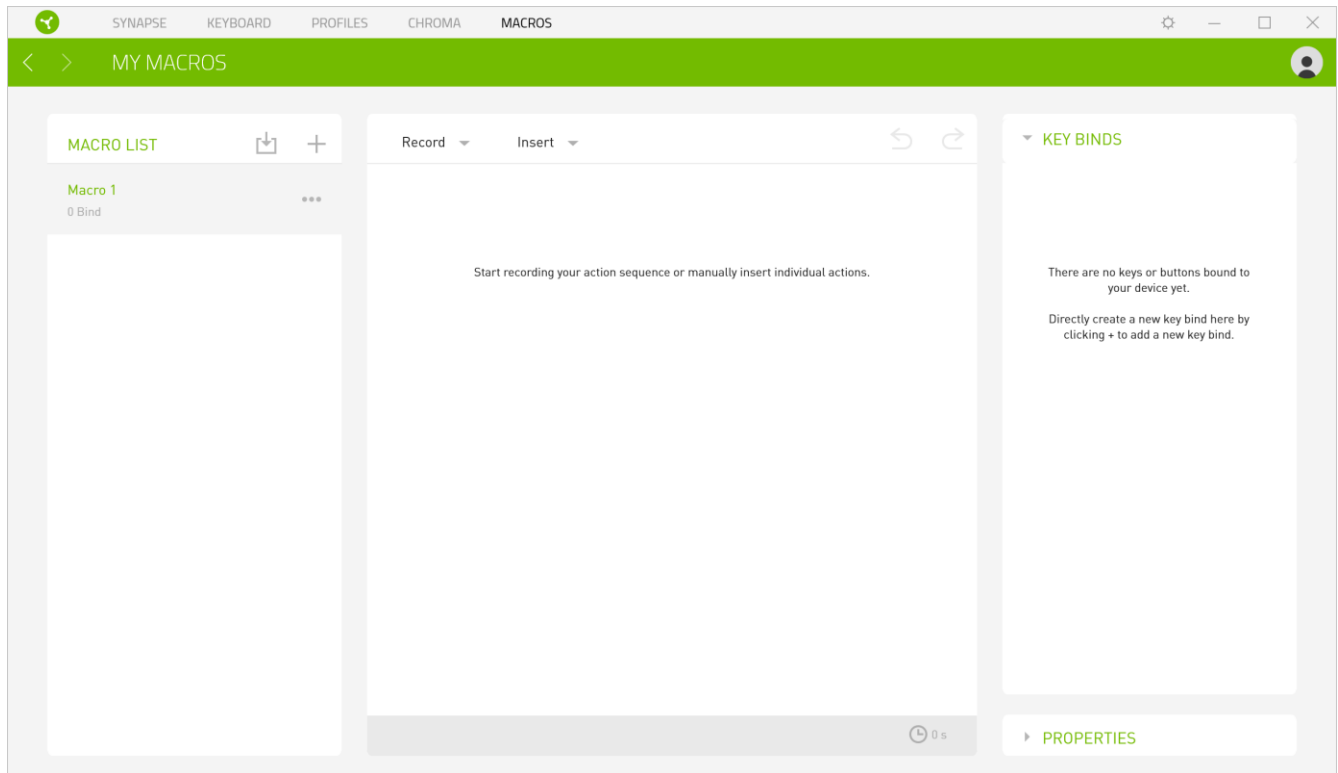 SYNAPSE KEYBOARD PROFILES CHROMA MACROS
MY MACROS
MACRO LIST
Macro 1
0 Bind
Record Insert
Start recording your action sequence or manually insert individual actions.
0 s
KEY BINDS
There are no keys or buttons bound to
your device yet.
Directly create a new key bind here by
clicking + to add a new key bind.
PROPERTIES